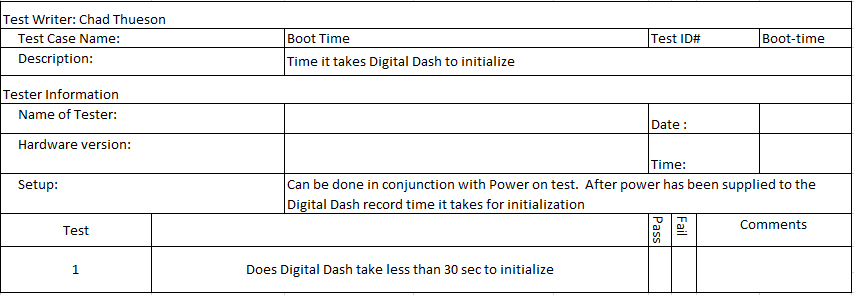 Test Writer: Chad Thueson
Test Case Name: Boot Time Test ID# Boot-time
Description: Time it takes Digital Dash to initialize
Tester Information
Name of Tester: Date :
Hardware version: Time:
Setup: Can be done in conjunction with Power on test. After power has been supplied to the
Digital Dash record time it takes for initialization
Test Pass Fail Comments
1 Does Digital Dash take less than 30 sec to initialize